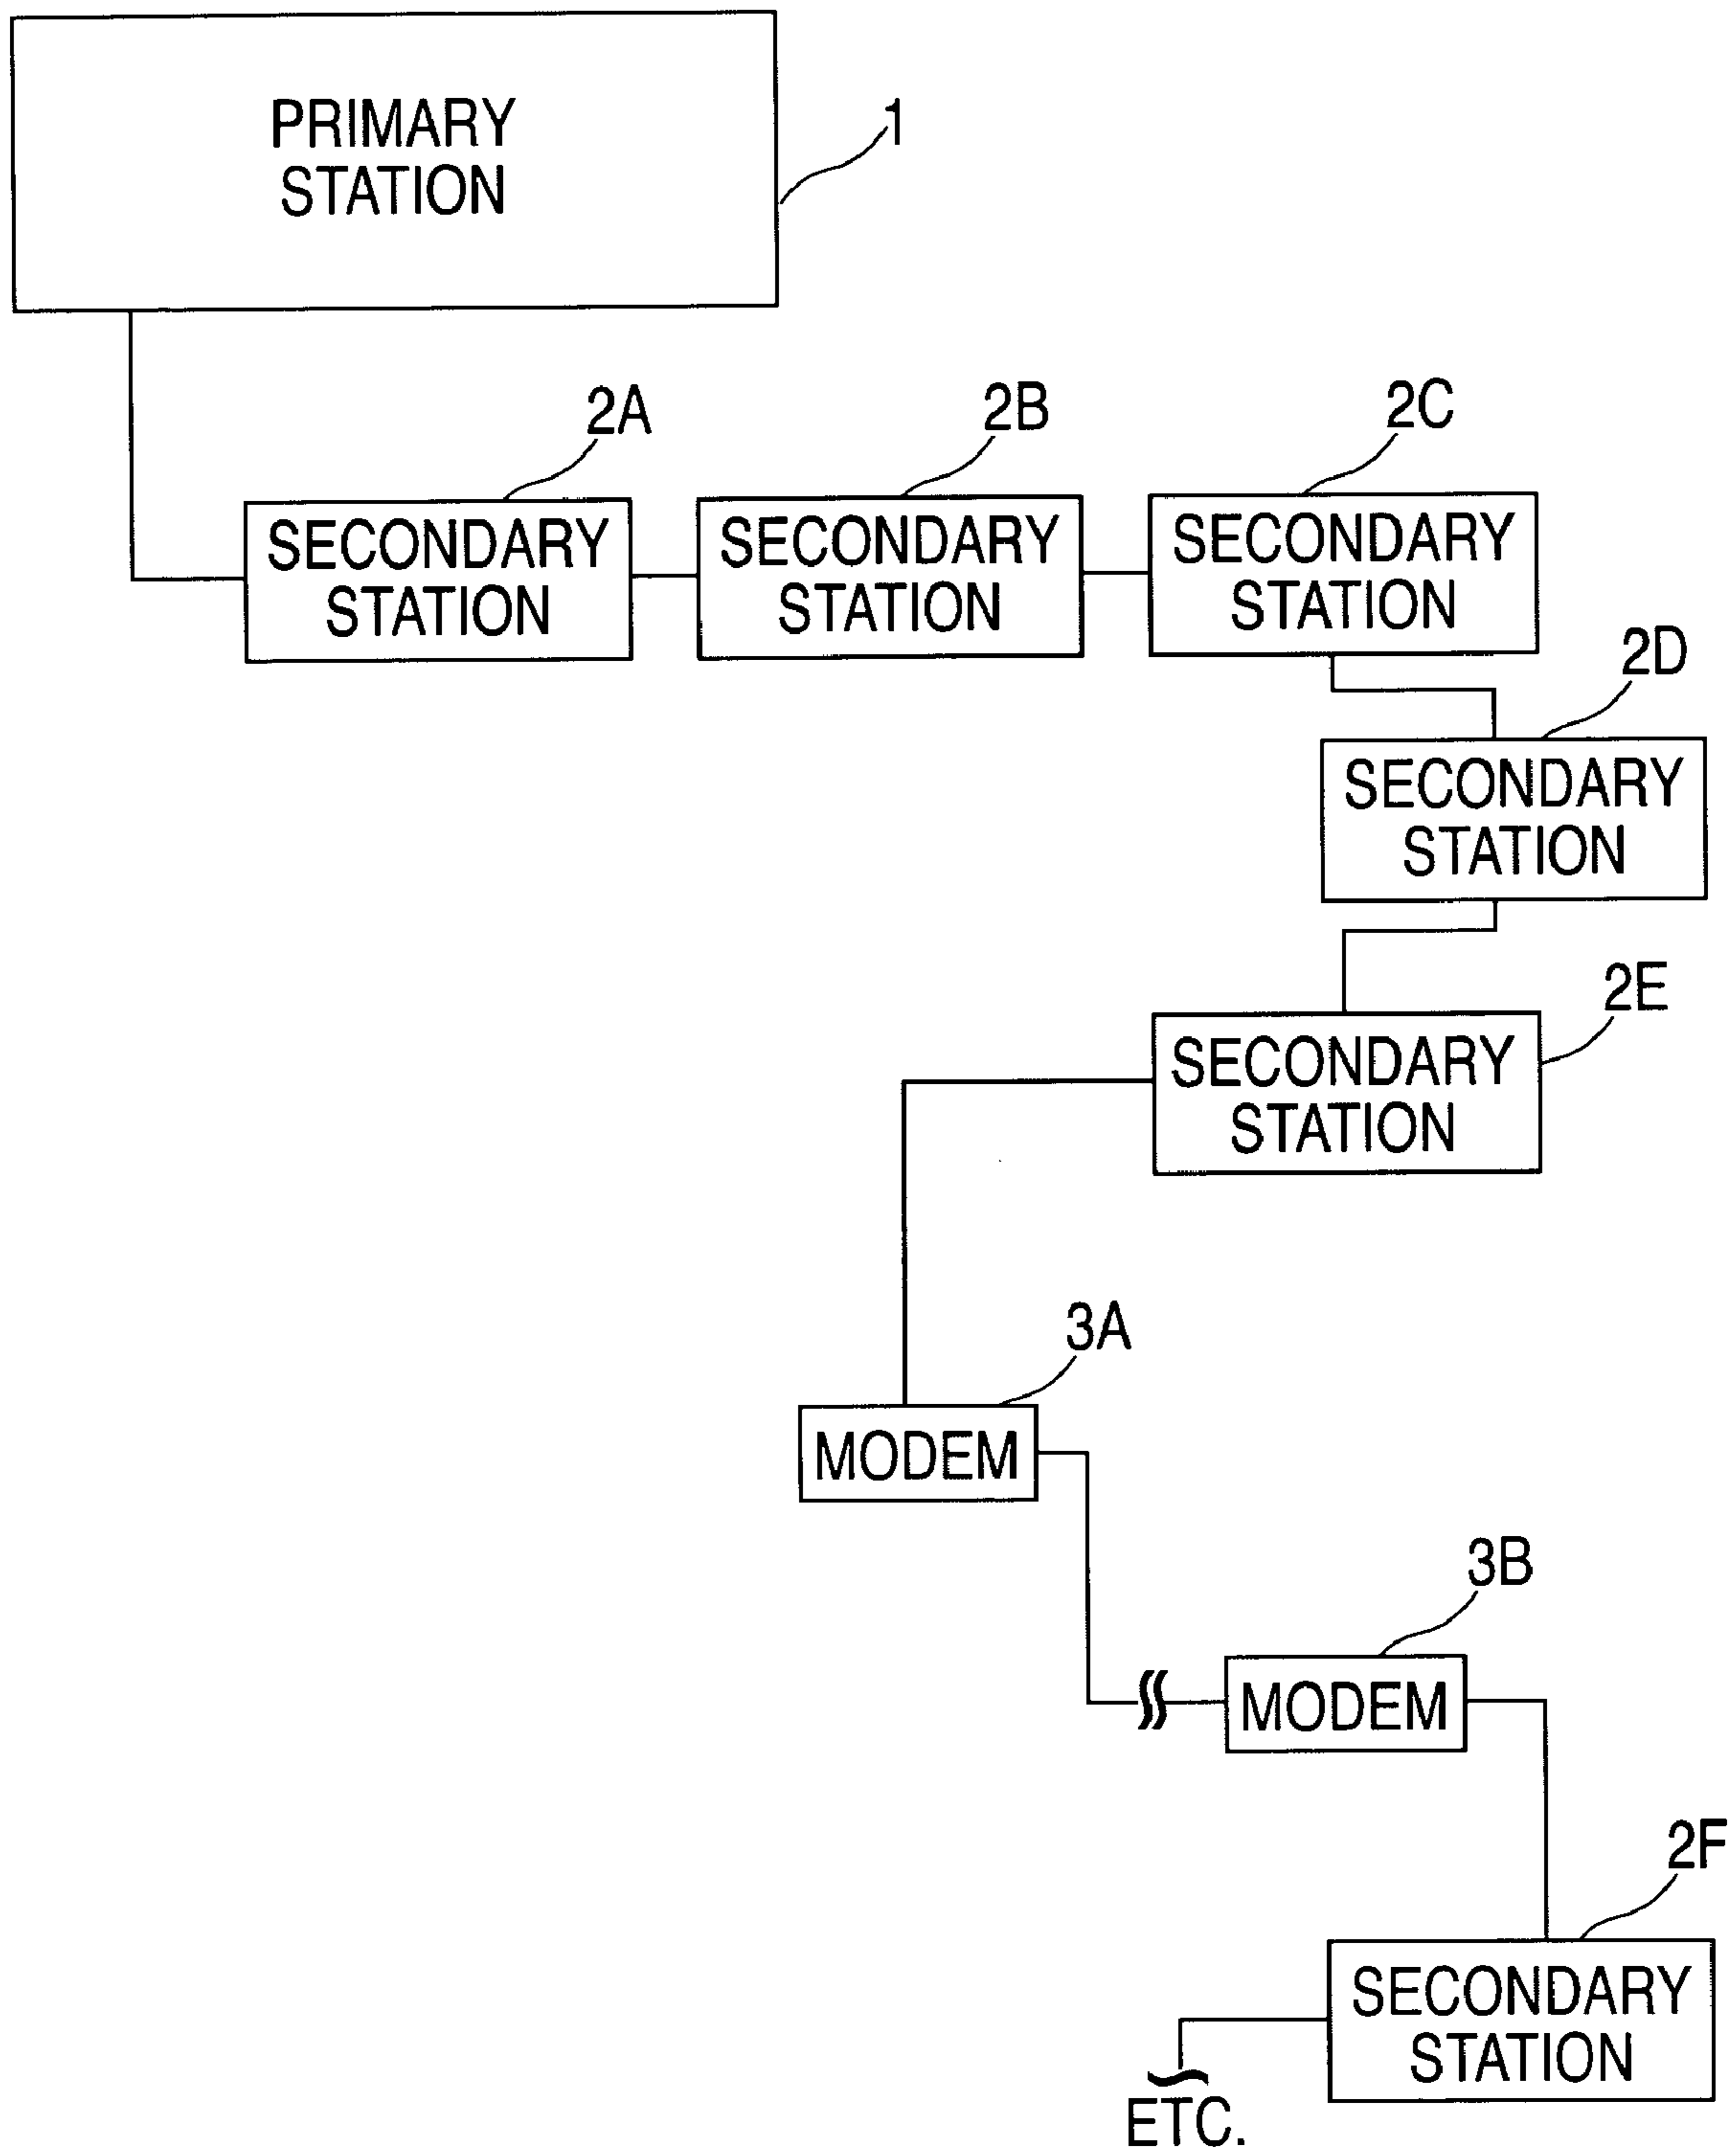 PRIMARY
STATION
1
2A
2B
2C
SECONDARY
STATION
SECONDARY
STATION
SECONDARY
STATION
2D
SECONDARY
STATION
2E
SECONDARY
STATION
3A
MODEM
3B
MODEM
2F
SECONDARY
STATION
ETC.